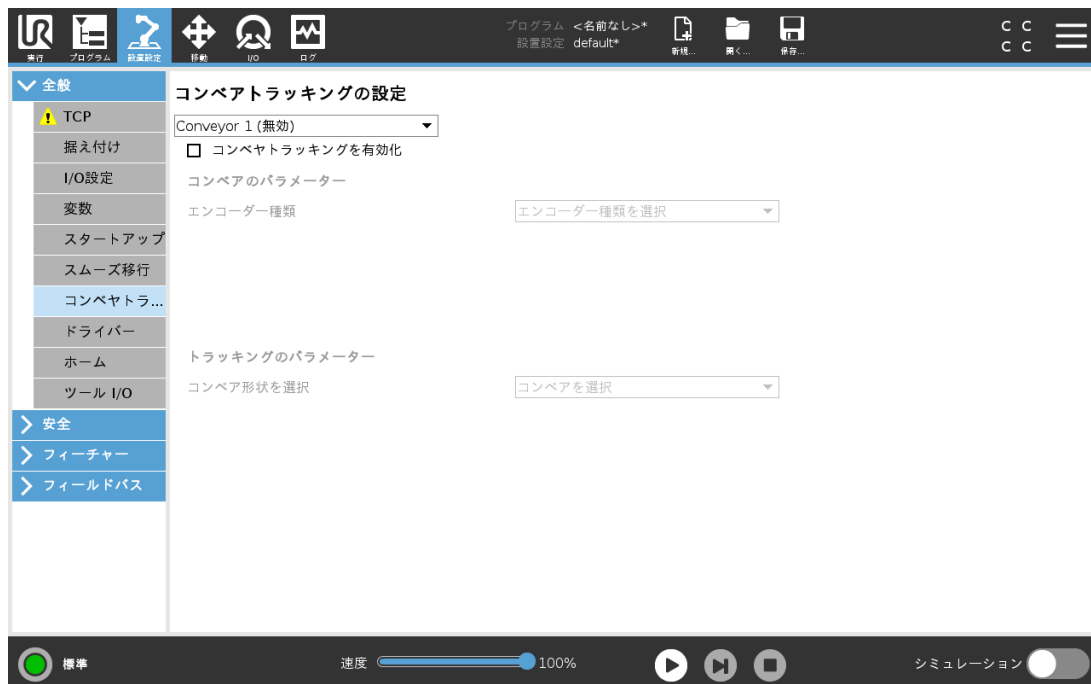 UR
実行
プログラム
設置設定
移動
I/O
ログ
プログラム <名前なし>*
設置設定 default*
新規...
開く...
保存...
C C
C C
全般
TCP
据え付け
I/O設定
変数
スタートアップ
スムーズ移行
コンベヤトラ...
ドライバー
ホーム
ツール I/O
安全
フィーチャー
フィールドバス
コンベアトラッキングの設定
Conveyor 1 (無効)
コンベヤトラッキングを有効化
コンベアのパラメーター
エンコーダー種類 エンコーダー種類を選択
トラッキングのパラメーター
コンベア形状を選択 コンベアを選択
標準
速度 100%
シミュレーション